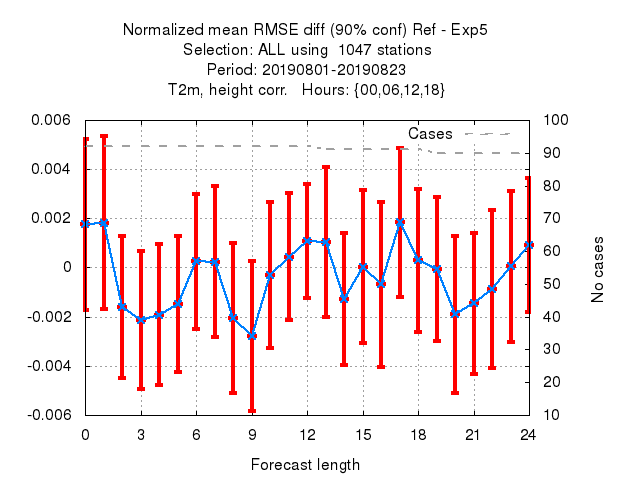 Normalized mean RMSE diff (90% conf) Ref - Exp5
Selection: ALL using 1047 stations
Period: 20190801-20190823
T2m, height corr. Hours: {00,06,12,18}
0.006 100
Cases
0.004 90
80
0.002 70
60
0 No cases
50
-0.002 40
30
-0.004 20
-0.006 10
0 3 6 9 12 15 18 21 24
Forecast length